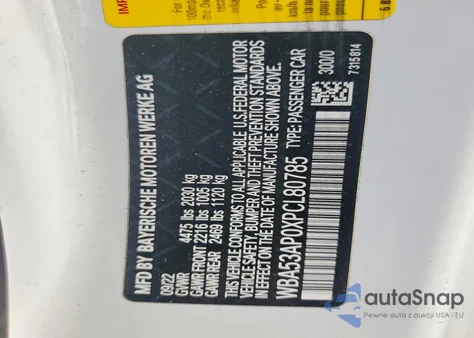 MFD BY BAYERISCHE MOTOREN WERKE AG
08/22
GVWR 4475 lbs 2030 kg
GAWR FRONT 2216 lbs 1005 kg
GAWR REAR 2469 lbs 1120 kg
THIS VEHICLE CONFORMS TO ALL APPLICABLE U.S.FEDERAL MOTOR
VEHICLE SAFETY, BUMPER AND THEFT PREVENTION STANDARDS
IN EFFECT ON THE DATE OF MANUFACTURE SHOWN ABOVE.
WBA53AP0XPCL80785 TYPE: PASSENGER CAR
300/0
7315814
autoSnap
Pewne auta z aukcji USA i EU